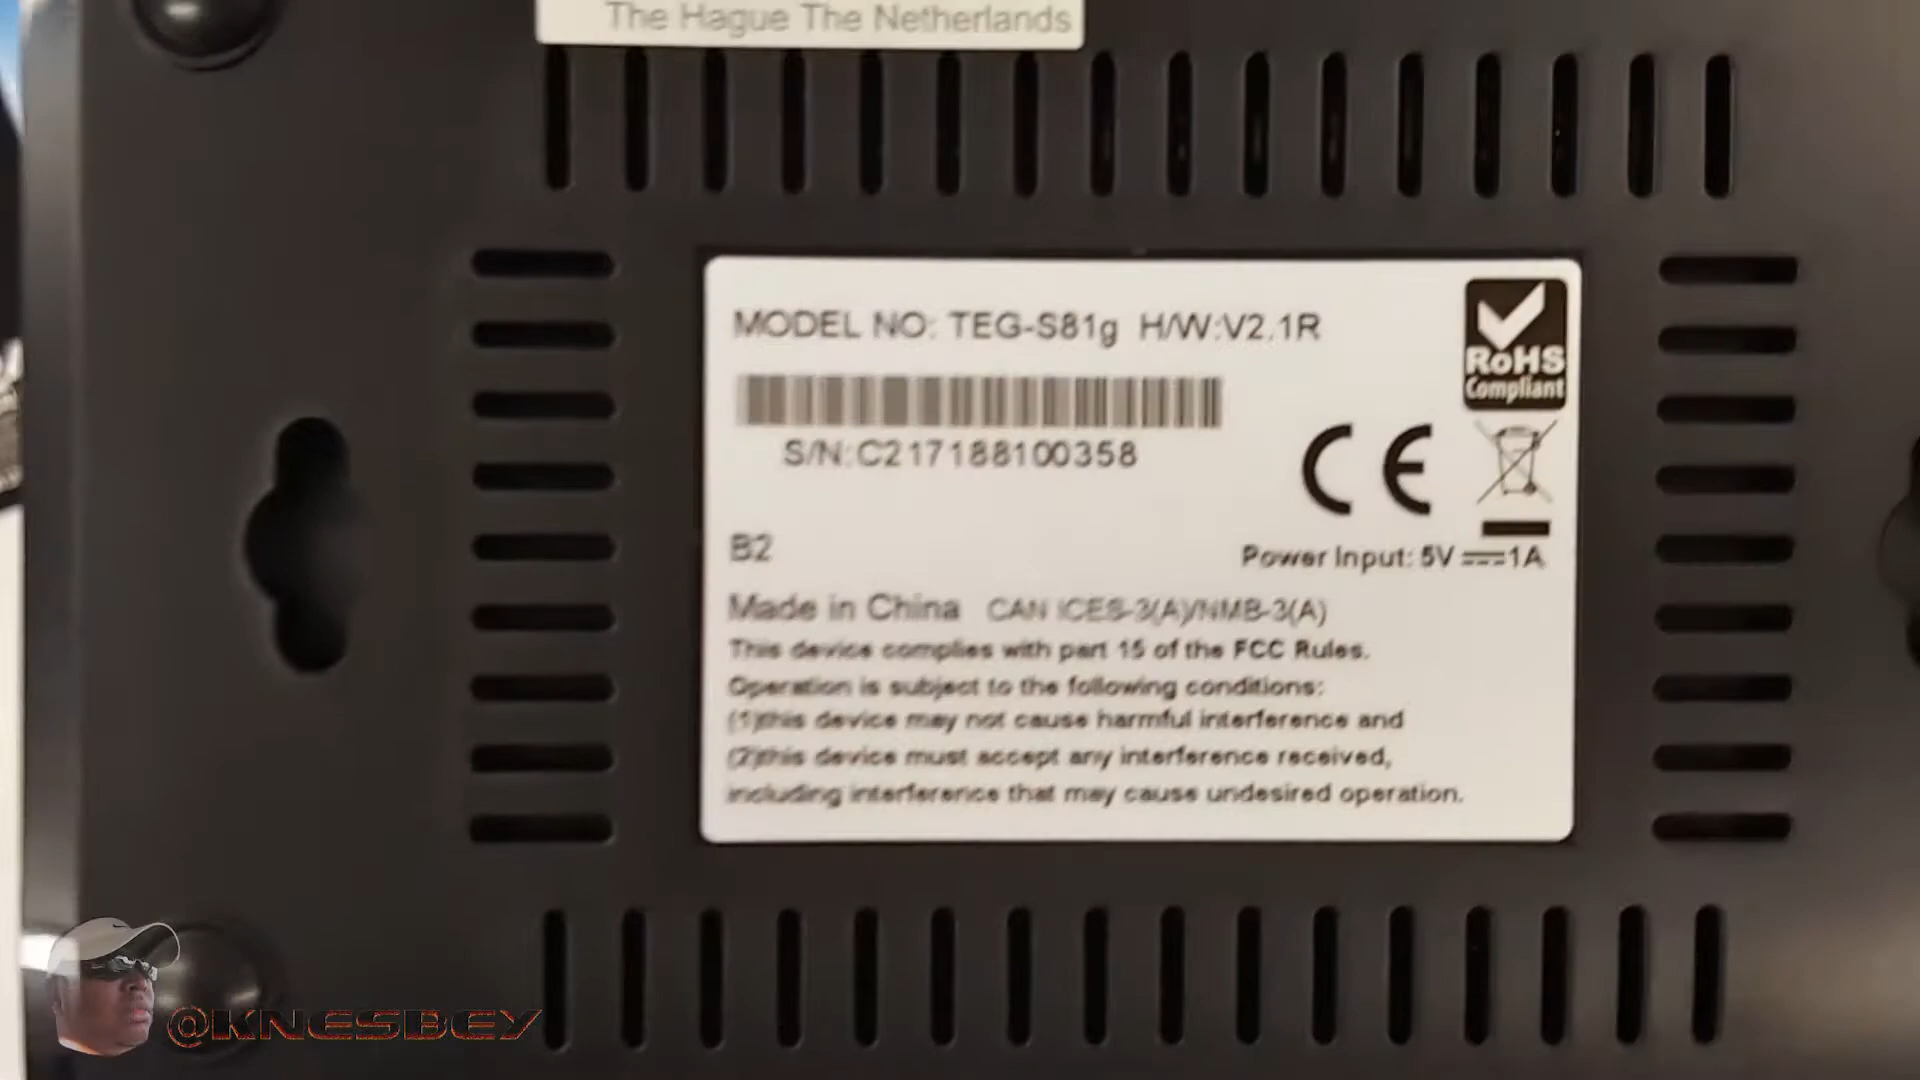 The Hague The Netherlands
MODEL NO: TEG-S81g H/W:V2.1R
RoHS
Compliant
S/N:C217188100358
CE
B2
Power Input: 5V⎓1A
Made in China CAN ICES-3(A)/NMB-3(A)
This device complies with part 15 of the FCC Rules.
Operation is subject to the following conditions:
(1)this device may not cause harmful interference and
(2)this device must accept any interference received,
including interference that may cause undesired operation.
@KNESBEY